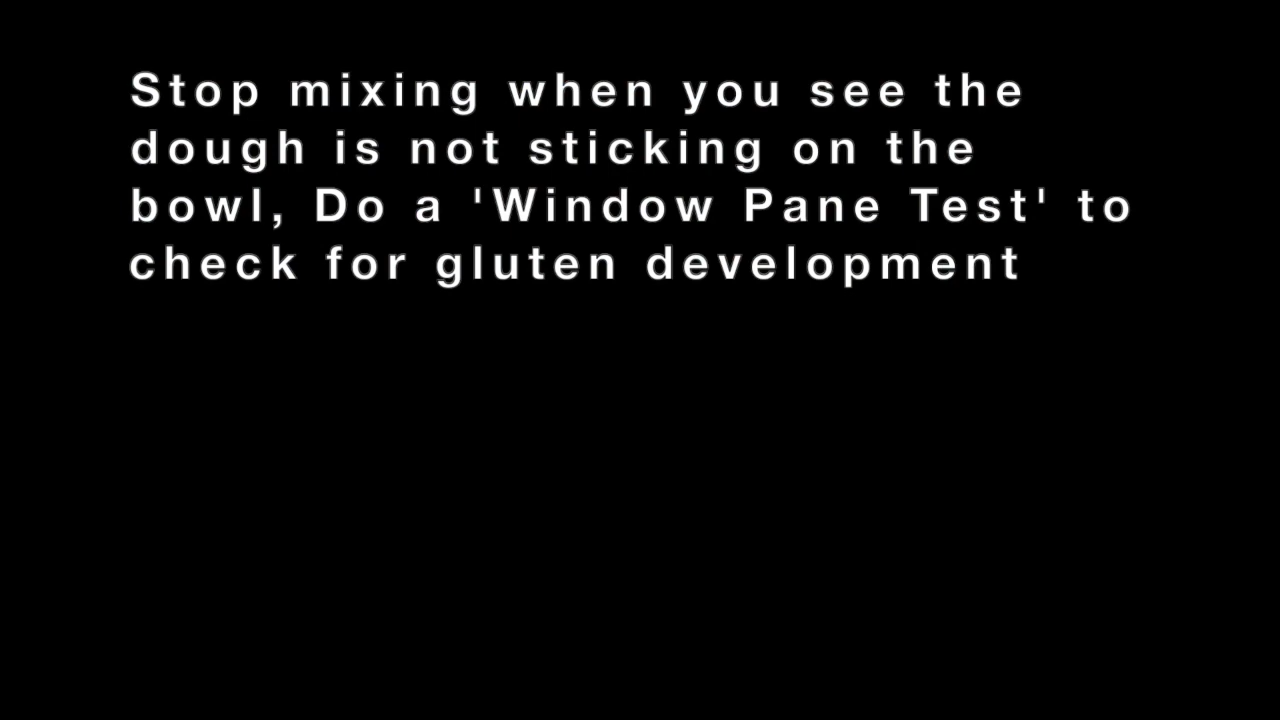 Stop mixing when you see the
dough is not sticking on the
bowl, Do a 'Window Pane Test' to
check for gluten development